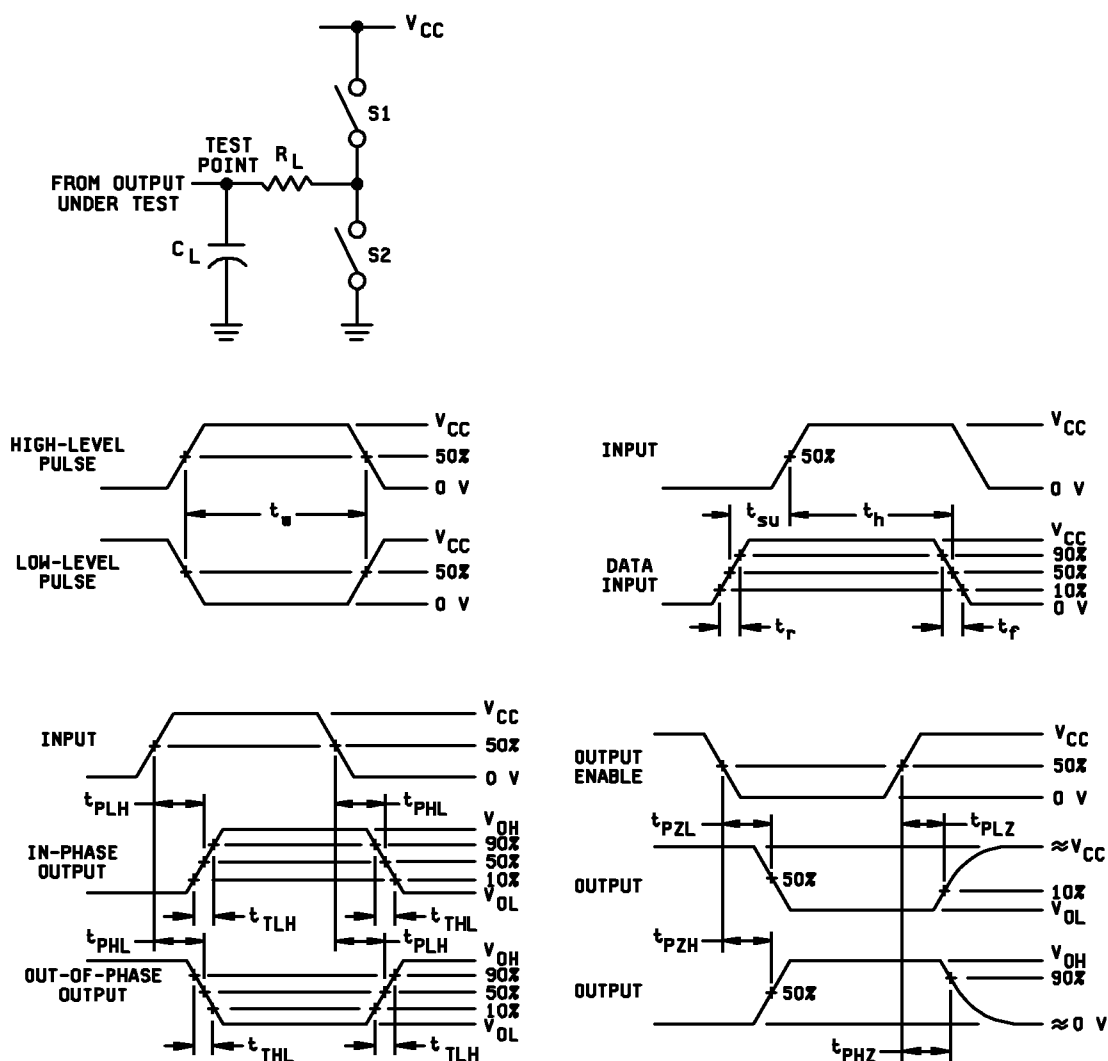 VCC
S1
TEST
POINT
RL
FROM OUTPUT
UNDER TEST
CL
S2
HIGH-LEVEL
PULSE
VCC
50%
0 V
tw
LOW-LEVEL
PULSE
VCC
50%
0 V
INPUT
50%
VCC
0 V
tsu
th
DATA
INPUT
VCC
90%
50%
10%
0 V
tr
tf
INPUT
VCC
50%
0 V
tPLH
tPHL
IN-PHASE
OUTPUT
VOH
90%
50%
10%
VOL
tTLH
tTHL
tPHL
tPLH
OUT-OF-PHASE
OUTPUT
VOH
90%
50%
10%
VOL
tTHL
tTLH
OUTPUT
ENABLE
VCC
50%
0 V
tPZL
tPLZ
OUTPUT
50%
≈VCC
10%
VOL
tPZH
OUTPUT
50%
VOH
90%
≈0 V
tPHZ